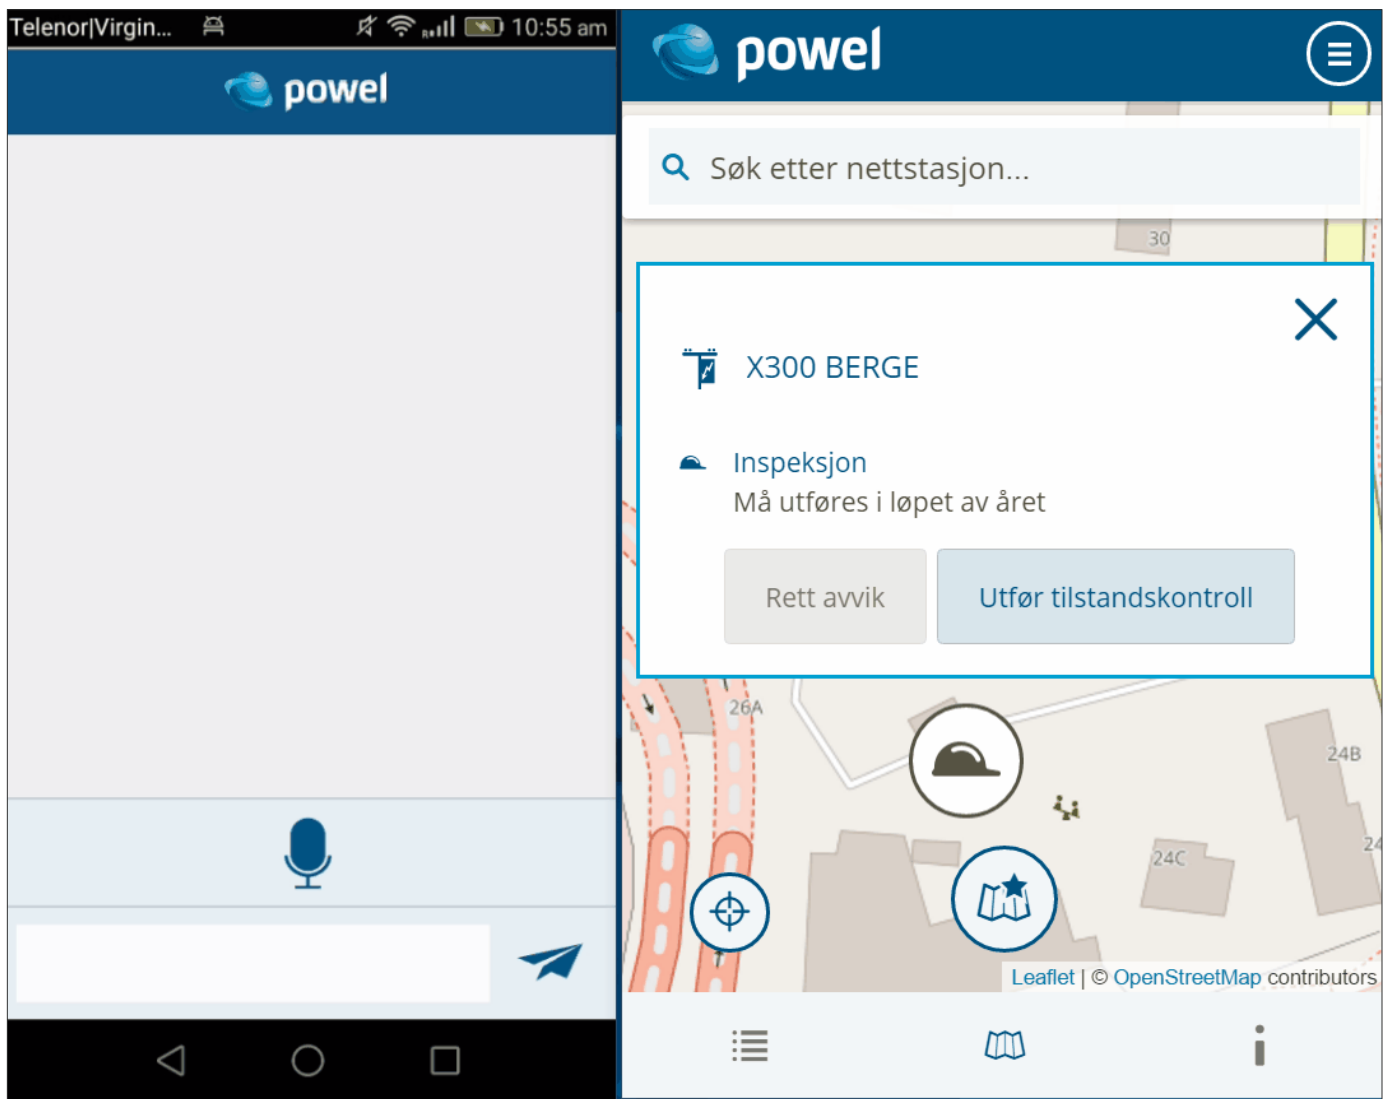 Telenor|Virgin... 10:55 am
powel
powel
Søk etter nettstasjon...
30
X300 BERGE
Inspeksjon
Må utføres i løpet av året
Rett avvik Utfør tilstandskontroll
26A
24B
24C
24
Leaflet | © OpenStreetMap contributors